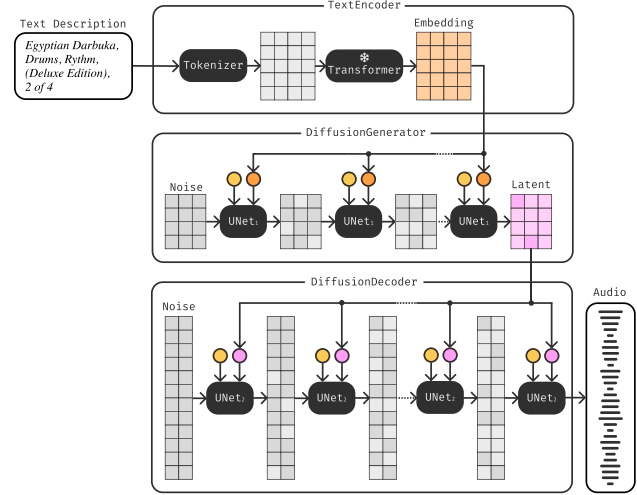 TextEncoder
Text Description
Embedding
Egyptian Darbuka,
Drums, Rythm,
(Deluxe Edition),
2 of 4
Tokenizer
Transformer
DiffusionGenerator
Noise
Latent
UNet₁
UNet₁
UNet₁
DiffusionDecoder
Noise
Audio
UNet₂
UNet₂
UNet₂
UNet₂